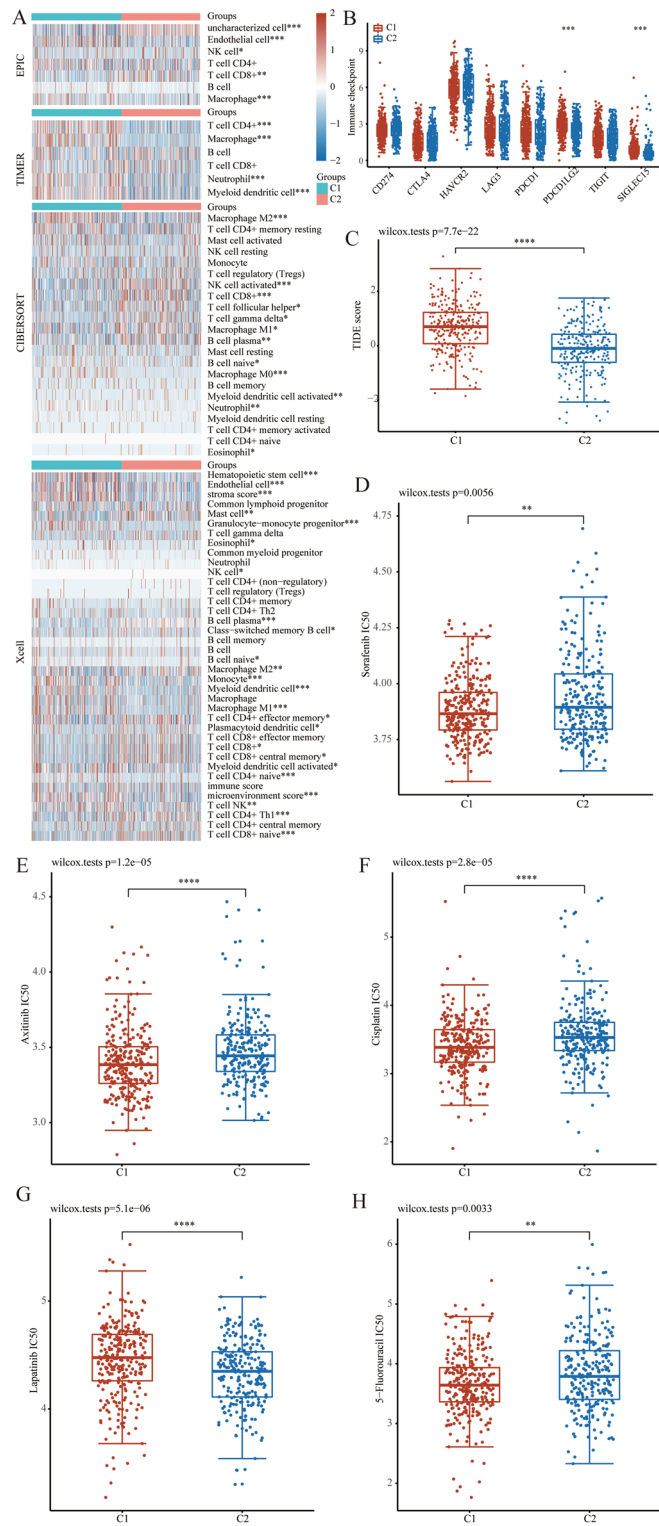 A
Groups
uncharacterized cell***
Endothelial cell***
NK cell*
T cell CD4+
T cell CD8+**
B cell
Macrophage***
EPIC
Groups
T cell CD4+***
Macrophage***
B cell
T cell CD8+
Neutrophil***
Myeloid dendritic cell***
TIMER
Groups
Macrophage M2***
T cell CD4+ memory resting
Mast cell activated
NK cell resting
Monocyte
T cell regulatory (Tregs)
NK cell activated***
T cell CD8+***
T cell follicular helper*
T cell gamma delta*
Macrophage M1*
B cell plasma**
Mast cell resting
B cell naive*
Macrophage M0***
B cell memory
Myeloid dendritic cell activated**
Neutrophil**
Myeloid dendritic cell resting
T cell CD4+ memory activated
T cell CD4+ naive
Eosinophil*
CIBERSORT
Groups
Hematopoietic stem cell***
Endothelial cell***
stroma score***
Common lymphoid progenitor
Mast cell**
Granulocyte−monocyte progenitor***
T cell gamma delta
Eosinophil*
Common myeloid progenitor
Neutrophil
NK cell*
T cell CD4+ (non−regulatory)
T cell regulatory (Tregs)
T cell CD4+ memory
T cell CD4+ Th2
B cell plasma***
Class−switched memory B cell*
B cell memory
B cell
B cell naive*
Macrophage M2**
Monocyte***
Myeloid dendritic cell***
Macrophage
Macrophage M1***
T cell CD4+ effector memory*
Plasmacytoid dendritic cell*
T cell CD8+ effector memory
T cell CD8+*
T cell CD8+ central memory*
Myeloid dendritic cell activated*
T cell CD4+ naive***
immune score
microenvironment score***
T cell NK**
T cell CD4+ Th1***
T cell CD4+ central memory
T cell CD8+ naive***
Xcell
2
1
0
−1
−2
Groups
C1
C2
B
C1
C2
***
***
Immune checkpoint
9
6
3
0
CD274
CTLA4
HAVCR2
LAG3
PDCD1
PDCD1LG2
TIGIT
SIGLEC15
C
wilcox.tests p=7.7e−22
****
TIDE score
2
0
−2
C1
C2
D
wilcox.tests p=0.0056
**
Sorafenib IC50
4.75
4.50
4.25
4.00
3.75
C1
C2
E
wilcox.tests p=1.2e−05
****
Axitinib IC50
4.5
4.0
3.5
3.0
C1
C2
F
wilcox.tests p=2.8e−05
****
Cisplatin IC50
5
4
3
2
C1
C2
G
wilcox.tests p=5.1e−06
****
Lapatinib IC50
5
4
C1
C2
H
wilcox.tests p=0.0033
**
5−Fluorouracil IC50
6
5
4
3
2
C1
C2